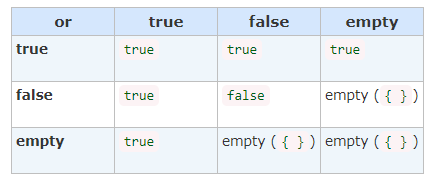 or true false empty
true true true true
false true false empty ( { } )
empty true empty ( { } ) empty ( { } )